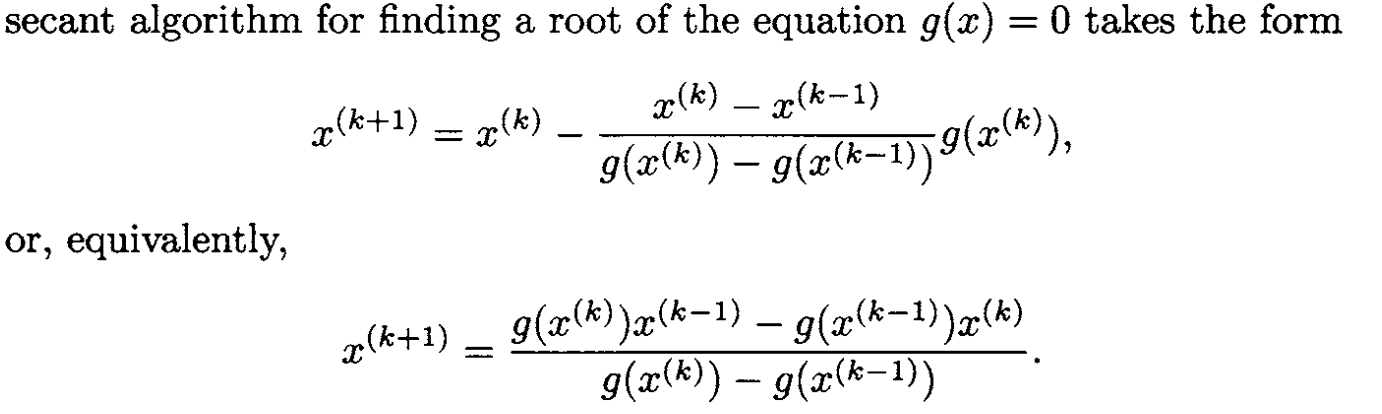 secant algorithm for finding a root of the equation g(x) = 0 takes the form
x^{(k+1)} = x^{(k)} - \frac{x^{(k)} - x^{(k-1)}}{g(x^{(k)}) - g(x^{(k-1)})} g(x^{(k)}),
or, equivalently,
x^{(k+1)} = \frac{g(x^{(k)})x^{(k-1)} - g(x^{(k-1)})x^{(k)}}{g(x^{(k)}) - g(x^{(k-1)})}.